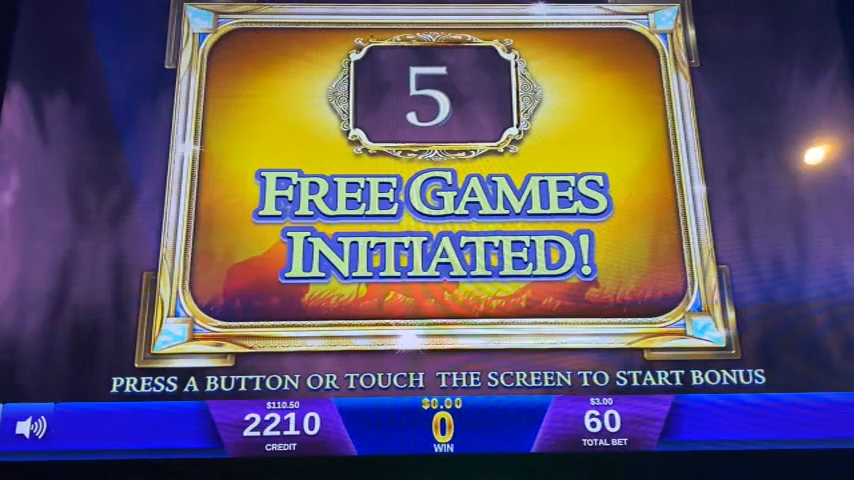 5
FREE GAMES
INITIATED!
PRESS A BUTTON OR TOUCH THE SCREEN TO START BONUS
$110.50
2210
CREDIT
$0.00
0
WIN
$3.00
60
TOTAL BET